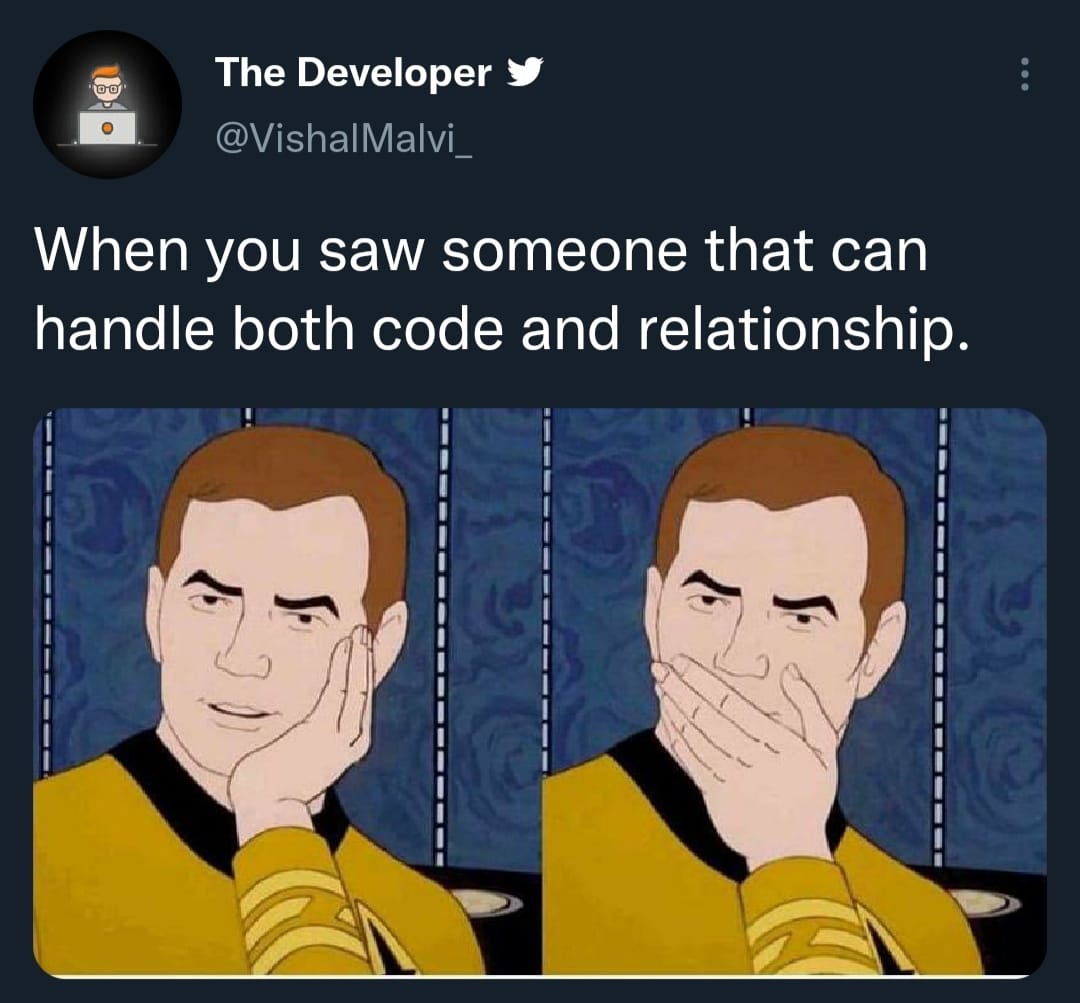 The Developer
@VishalMalvi_
When you saw someone that can
handle both code and relationship.